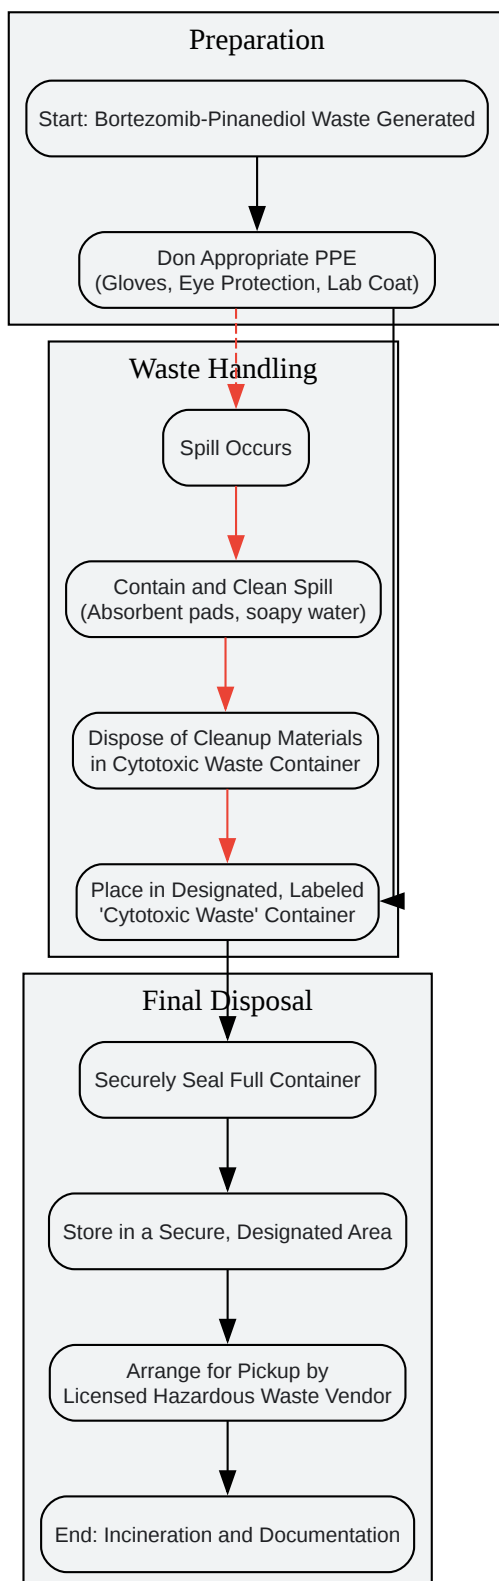 Preparation
Start: Bortezomib-Pinanediol Waste Generated
Don Appropriate PPE
(Gloves, Eye Protection, Lab Coat)
Waste Handling
Spill Occurs
Contain and Clean Spill
(Absorbent pads, soapy water)
Dispose of Cleanup Materials
in Cytotoxic Waste Container
Place in Designated, Labeled
'Cytotoxic Waste' Container
Final Disposal
Securely Seal Full Container
Store in a Secure, Designated Area
Arrange for Pickup by
Licensed Hazardous Waste Vendor
End: Incineration and Documentation